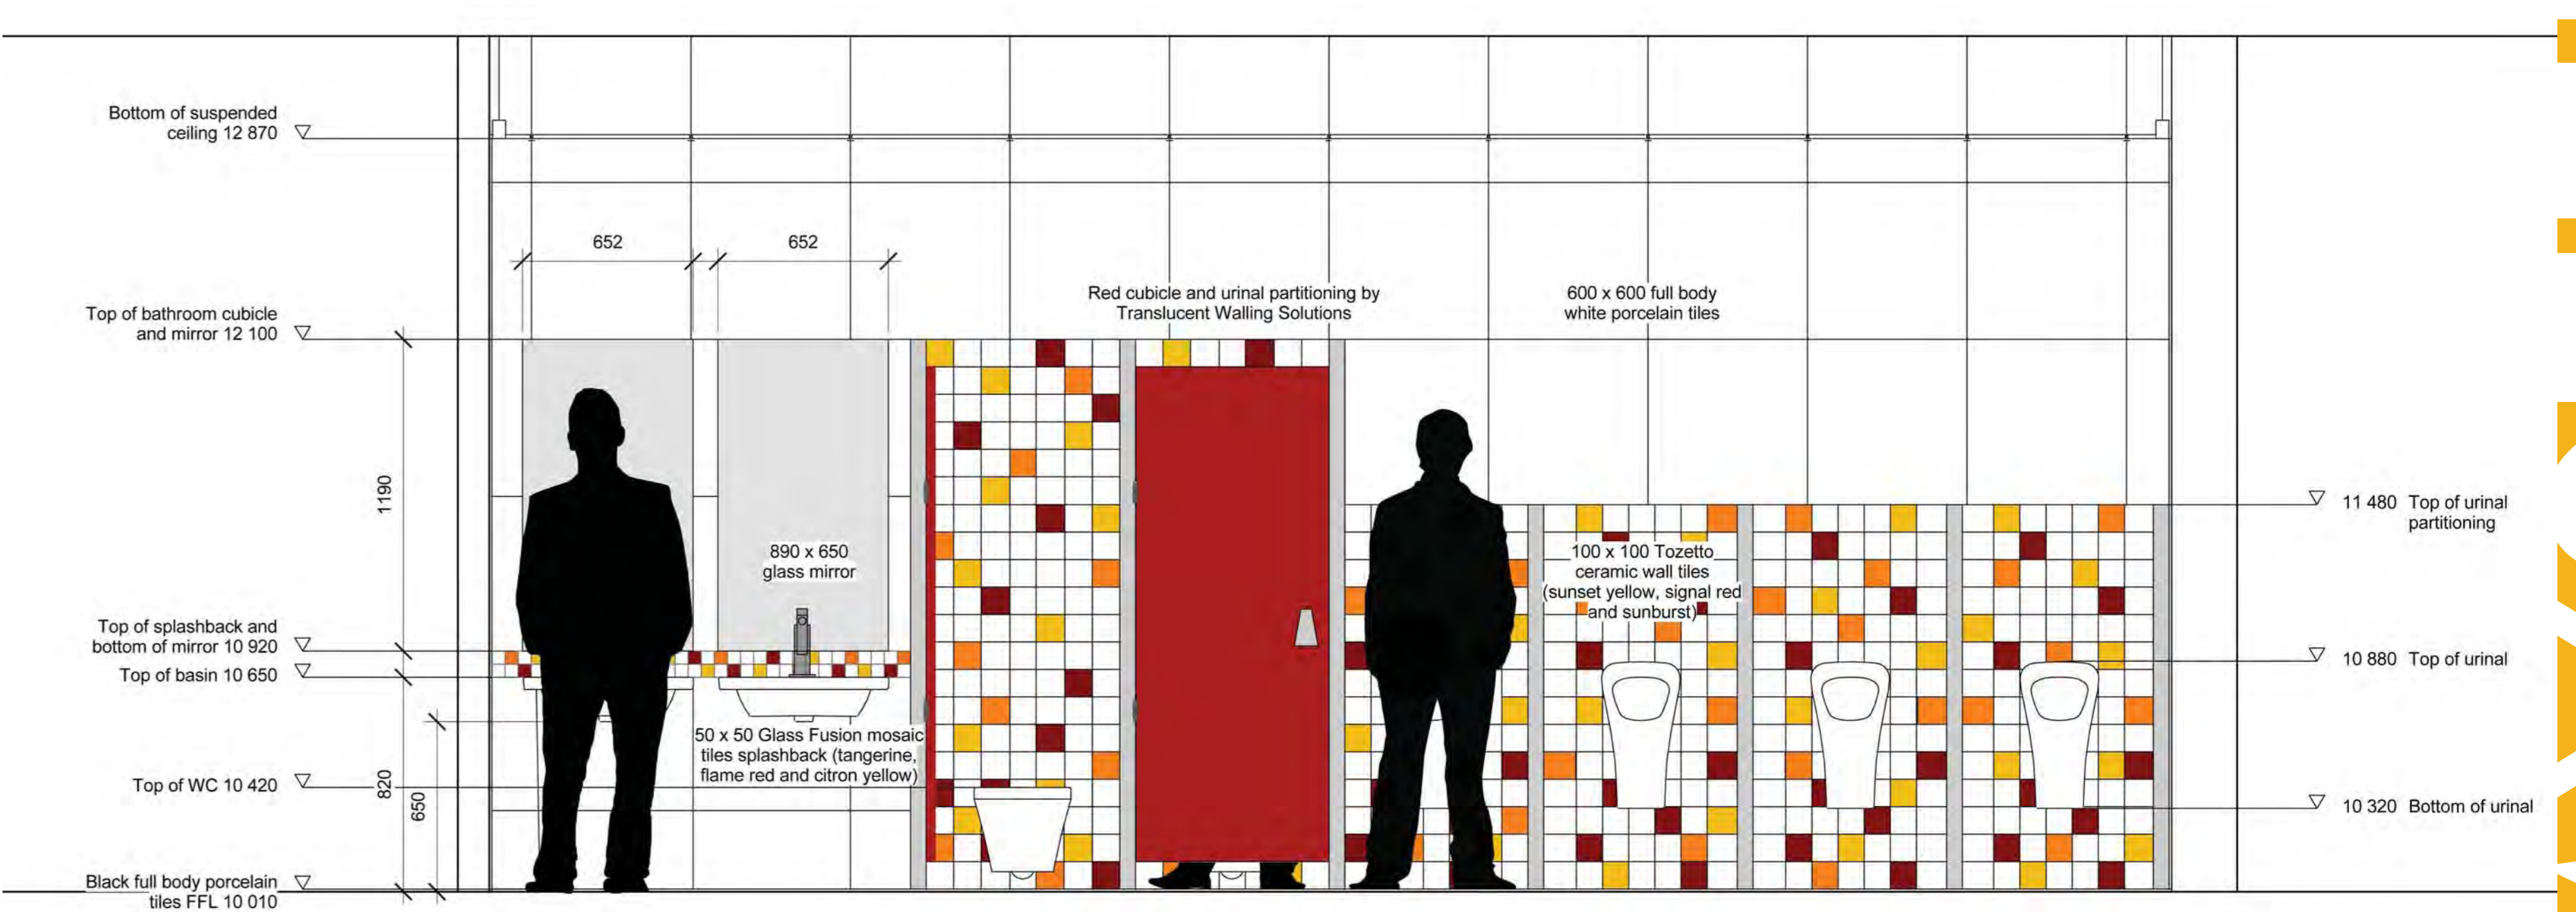 Bottom of suspended
ceiling 12 870
652
652
Top of bathroom cubicle
and mirror 12 100
Red cubicle and urinal partitioning by
Translucent Walling Solutions
600 x 600 full body
white porcelain tiles
1190
11 480 Top of urinal
partitioning
890 x 650
glass mirror
100 x 100 Tozetto
ceramic wall tiles
(sunset yellow, signal red
and sunburst)
Top of splashback and
bottom of mirror 10 920
Top of basin 10 650
10 880 Top of urinal
50 x 50 Glass Fusion mosaic
tiles splashback (tangerine,
flame red and citron yellow)
Top of WC 10 420
820
650
10 320 Bottom of urinal
Black full body porcelain
tiles FFL 10 010